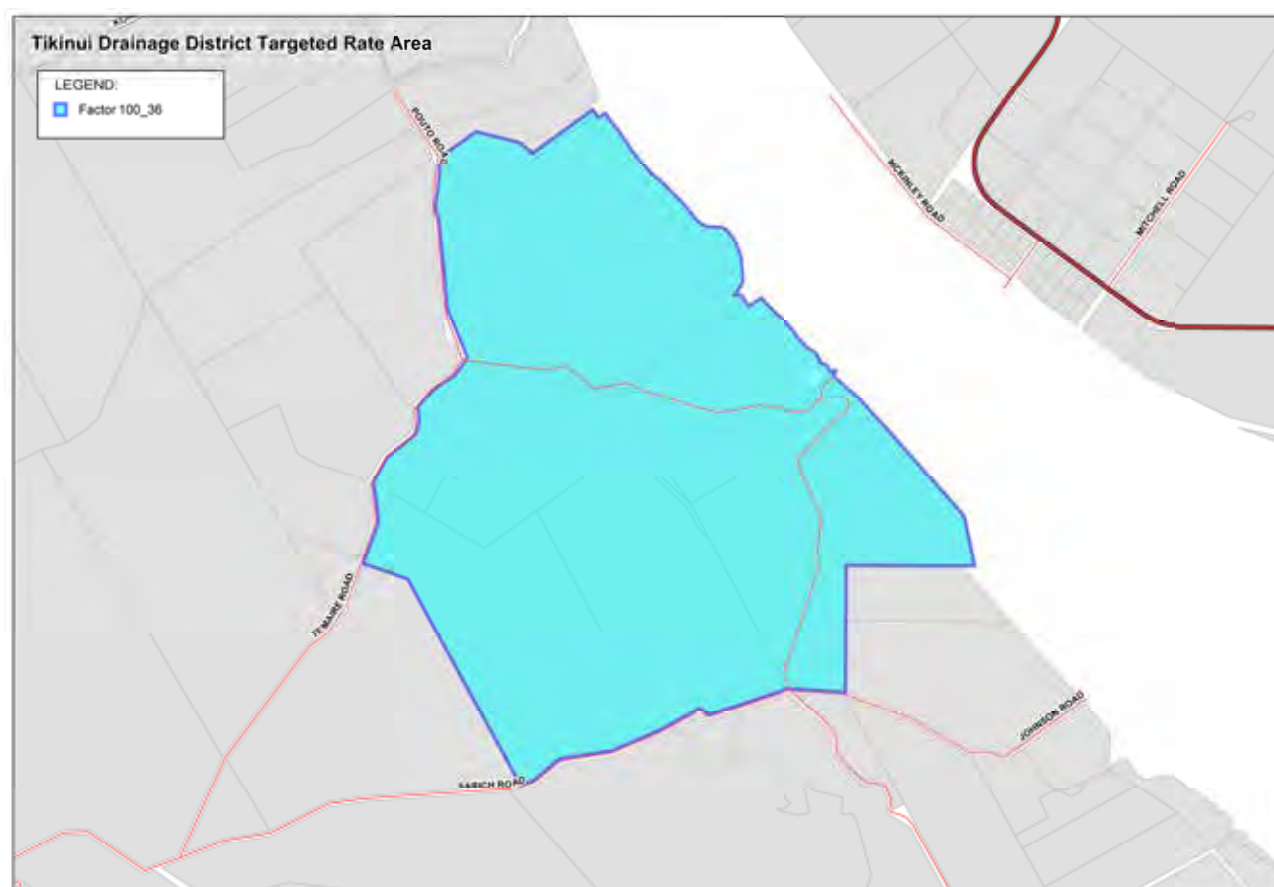 Tikinui Drainage District Targeted Rate Area
LEGEND:
Factor 100_36
POUTO ROAD
MCKINLEY ROAD
MITCHELL ROAD
TE MAIRE ROAD
JOHNSON ROAD
ROAD